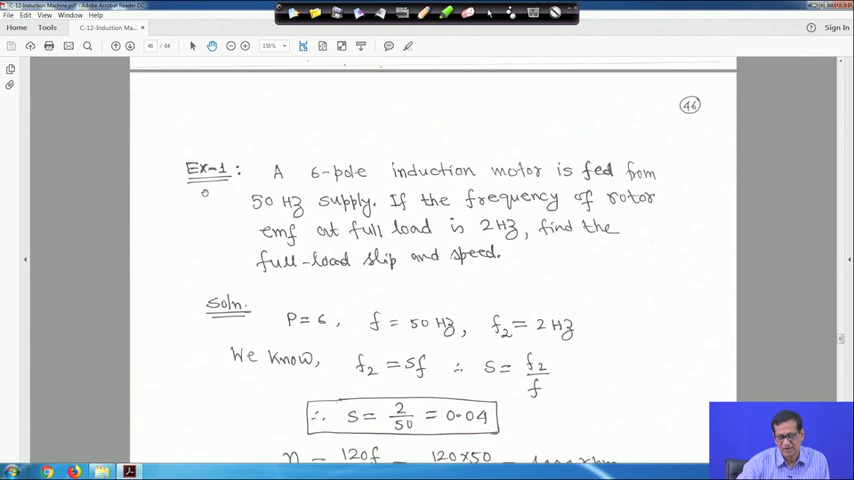 C-12-Induction Machine.pdf - Adobe Acrobat Reader DC
File Edit View Window Help
Home Tools C-12-Induction Ma... × Sign In
46 / 64 150%
46
Ex-1: A 6-pole induction motor is fed from
50 Hz supply. If the frequency of rotor
emf at full load is 2 Hz, find the
full-load slip and speed.
Soln.
P = 6, f = 50 Hz, f2 = 2 Hz
We know, f2 = Sf ∴ S = f2/f
∴ S = 2/50 = 0.04
n = 120f = 120×50